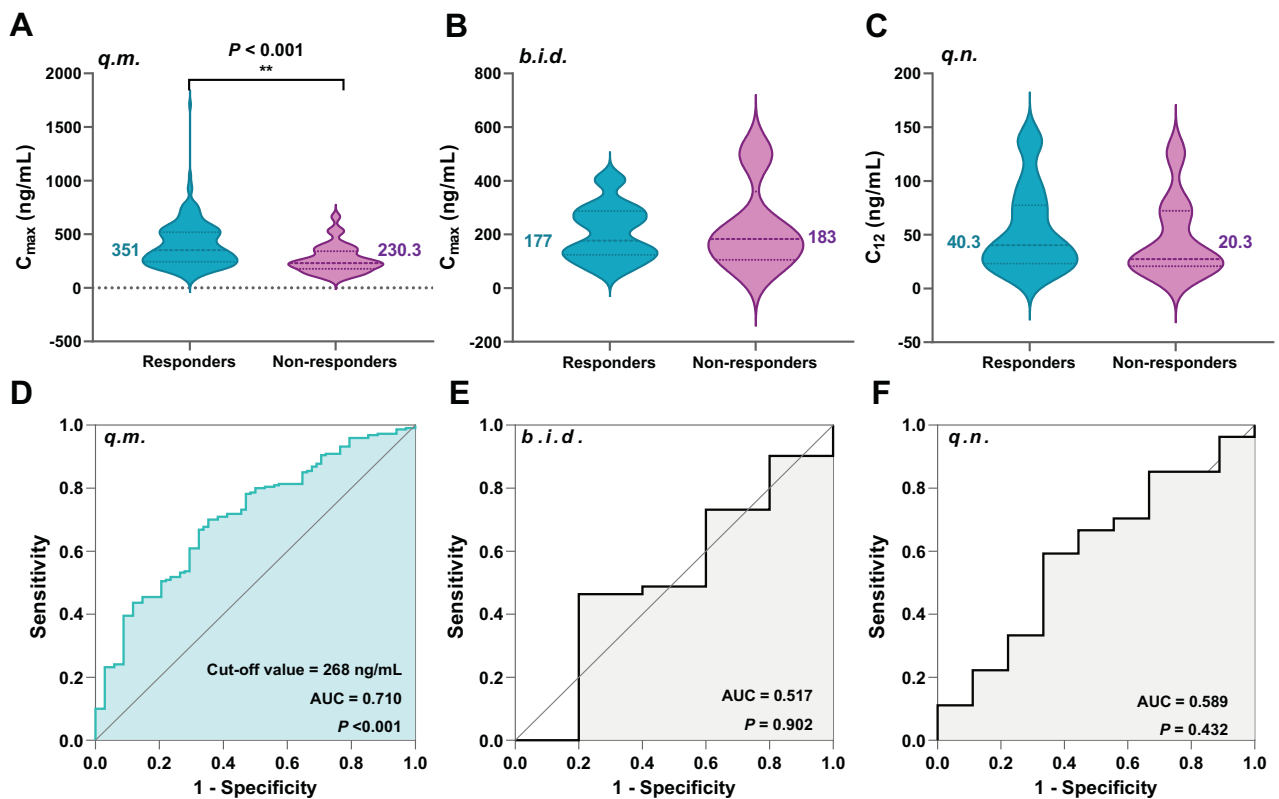 A
q.m.
P < 0.001
**
2000
1500
1000
500
0
-500
Cmax (ng/mL)
351
230.3
Responders
Non-responders
B
b.i.d.
800
600
400
200
0
-200
Cmax (ng/mL)
177
183
Responders
Non-responders
C
q.n.
200
150
100
50
0
-50
C12 (ng/mL)
40.3
20.3
Responders
Non-responders
D
q.m.
1.0
0.8
0.6
0.4
0.2
0.0
Sensitivity
Cut-off value = 268 ng/mL
AUC = 0.710
P <0.001
0.0 0.2 0.4 0.6 0.8 1.0
1 - Specificity
E
b.i.d.
1.0
0.8
0.6
0.4
0.2
0.0
Sensitivity
AUC = 0.517
P = 0.902
0.0 0.2 0.4 0.6 0.8 1.0
1 - Specificity
F
q.n.
1.0
0.8
0.6
0.4
0.2
0.0
Sensitivity
AUC = 0.589
P = 0.432
0.0 0.2 0.4 0.6 0.8 1.0
1 - Specificity